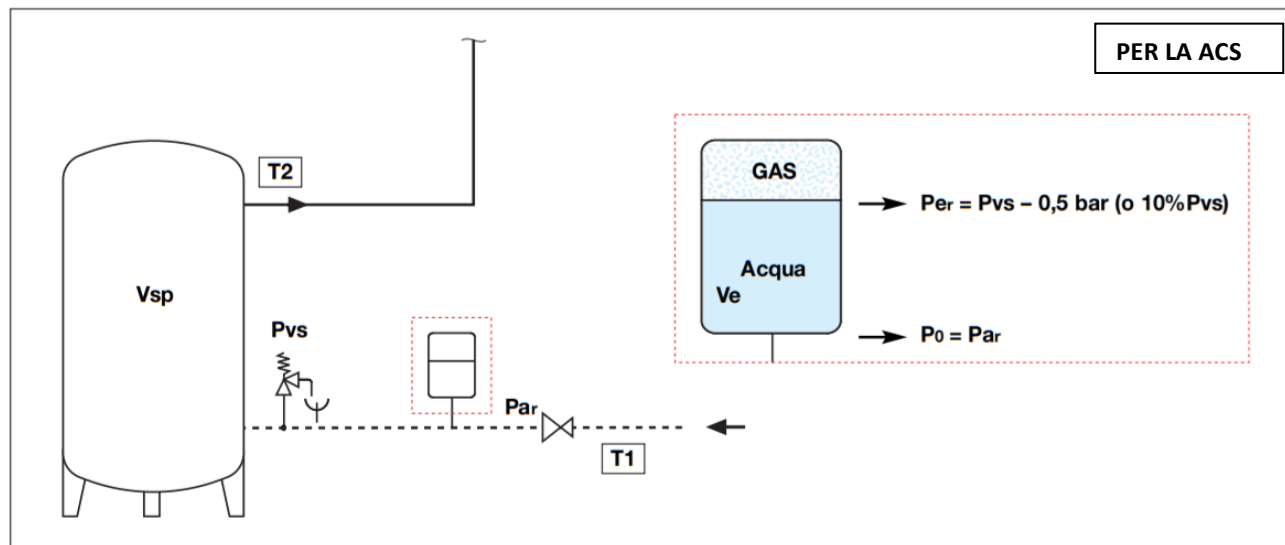 PER LA ACS
T2
GAS
Per = Pvs – 0,5 bar (o 10%Pvs)
Vsp
Acqua
Ve
Pvs
P0 = Par
Par
T1